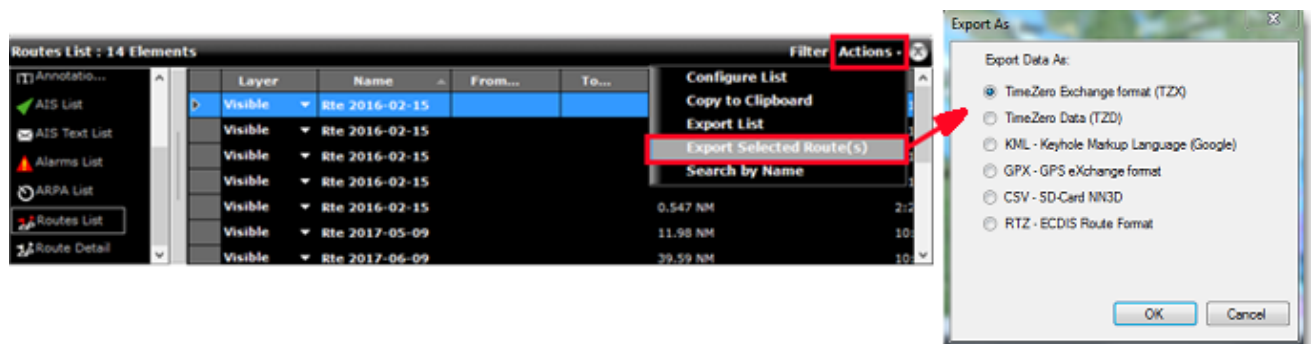 Export As
Routes List : 14 Elements
Filter Actions
Annotatio...
AIS List
AIS Text List
Alarms List
ARPA List
Routes List
Route Detail
Layer Name From... To...
Visible Rte 2016-02-15
Visible Rte 2016-02-15
Visible Rte 2016-02-15
Visible Rte 2016-02-15
Visible Rte 2016-02-15 0.547 NM
Visible Rte 2017-05-09 11.98 NM
Visible Rte 2017-06-09 39.59 NM
Configure List
Copy to Clipboard
Export List
Export Selected Route(s)
Search by Name
Export Data As:
TimeZero Exchange format (TZX)
TimeZero Data (TZD)
KML - Keyhole Markup Language (Google)
GPX - GPS eXchange format
CSV - SD-Card NN3D
RTZ - ECDIS Route Format
OK Cancel